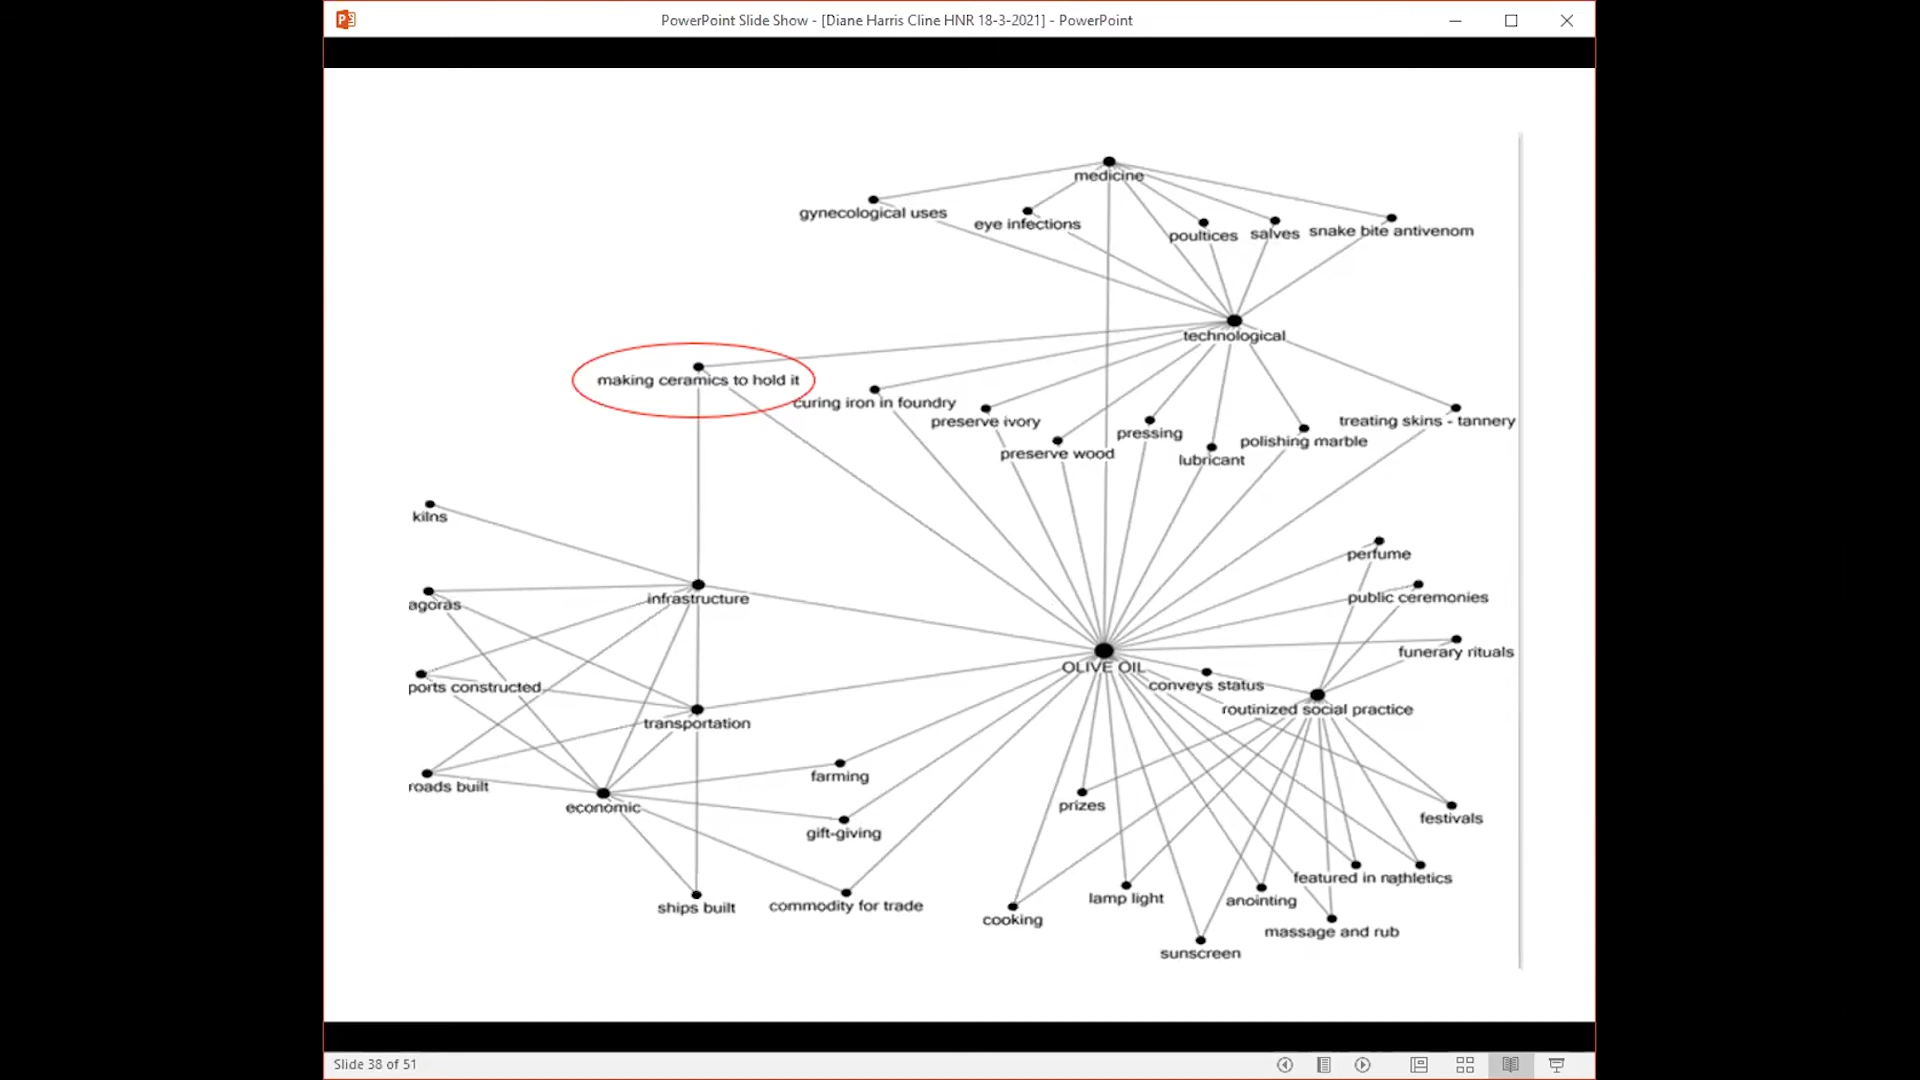 PowerPoint Slide Show - [Diane Harris Cline HNR 18-3-2021] - PowerPoint
medicine
gynecological uses
eye infections
poultices
salves
snake bite antivenom
technological
making ceramics to hold it
curing iron in foundry
preserve ivory
preserve wood
pressing
lubricant
polishing marble
treating skins - tannery
kilns
perfume
agoras
infrastructure
public ceremonies
funerary rituals
OLIVE OIL
conveys status
ports constructed
routinized social practice
transportation
farming
roads built
economic
prizes
gift-giving
festivals
featured in
athletics
lamp light
anointing
ships built
commodity for trade
cooking
massage and rub
sunscreen
Slide 38 of 51